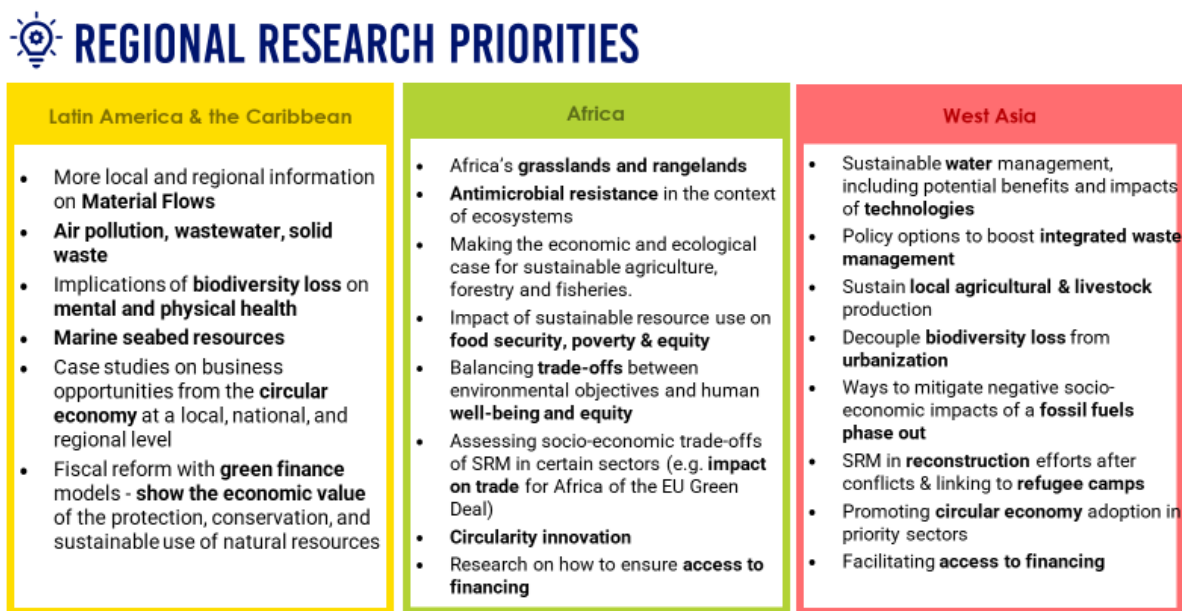 REGIONAL RESEARCH PRIORITIES
Latin America & the Caribbean
• More local and regional information
on Material Flows
• Air pollution, wastewater, solid
waste
• Implications of biodiversity loss on
mental and physical health
• Marine seabed resources
• Case studies on business
opportunities from the circular
economy at a local, national, and
regional level
• Fiscal reform with green finance
models - show the economic value
of the protection, conservation, and
sustainable use of natural resources
Africa
• Africa's grasslands and rangelands
• Antimicrobial resistance in the context
of ecosystems
• Making the economic and ecological
case for sustainable agriculture,
forestry and fisheries.
• Impact of sustainable resource use on
food security, poverty & equity
• Balancing trade-offs between
environmental objectives and human
well-being and equity
• Assessing socio-economic trade-offs
of SRM in certain sectors (e.g. impact
on trade for Africa of the EU Green
Deal)
• Circularity innovation
• Research on how to ensure access to
financing
West Asia
• Sustainable water management,
including potential benefits and impacts
of technologies
• Policy options to boost integrated waste
management
• Sustain local agricultural & livestock
production
• Decouple biodiversity loss from
urbanization
• Ways to mitigate negative socio-
economic impacts of a fossil fuels
phase out
• SRM in reconstruction efforts after
conflicts & linking to refugee camps
• Promoting circular economy adoption in
priority sectors
• Facilitating access to financing